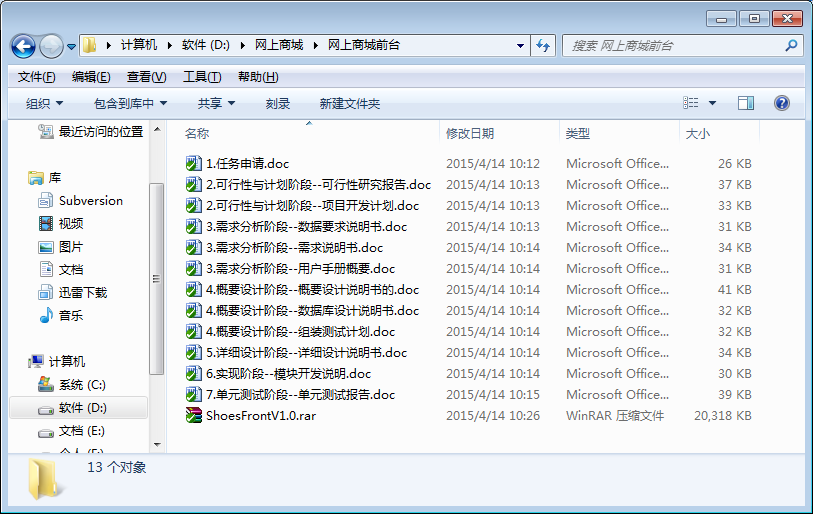 计算机 软件 (D:) 网上商城 网上商城前台
搜索 网上商城前台
文件(F) 编辑(E) 查看(V) 工具(T) 帮助(H)
组织 包含到库中 共享 刻录 新建文件夹
最近访问的位置
库
Subversion
视频
图片
文档
迅雷下载
音乐
计算机
系统 (C:)
软件 (D:)
文档 (E:)
名称 修改日期 类型 大小
1.任务申请.doc 2015/4/14 10:12 Microsoft Office... 26 KB
2.可行性与计划阶段--可行性研究报告.doc 2015/4/14 10:13 Microsoft Office... 37 KB
2.可行性与计划阶段--项目开发计划.doc 2015/4/14 10:13 Microsoft Office... 33 KB
3.需求分析阶段--数据要求说明书.doc 2015/4/14 10:13 Microsoft Office... 31 KB
3.需求分析阶段--需求说明书.doc 2015/4/14 10:14 Microsoft Office... 34 KB
3.需求分析阶段--用户手册概要.doc 2015/4/14 10:14 Microsoft Office... 31 KB
4.概要设计阶段--概要设计说明书的.doc 2015/4/14 10:14 Microsoft Office... 41 KB
4.概要设计阶段--数据库设计说明书.doc 2015/4/14 10:14 Microsoft Office... 32 KB
4.概要设计阶段--组装测试计划.doc 2015/4/14 10:14 Microsoft Office... 32 KB
5.详细设计阶段--详细设计说明书.doc 2015/4/14 10:14 Microsoft Office... 34 KB
6.实现阶段--模块开发说明.doc 2015/4/14 10:14 Microsoft Office... 30 KB
7.单元测试阶段--单元测试报告.doc 2015/4/14 10:15 Microsoft Office... 39 KB
ShoesFrontV1.0.rar 2015/4/14 10:26 WinRAR 压缩文件 20,318 KB
13 个对象